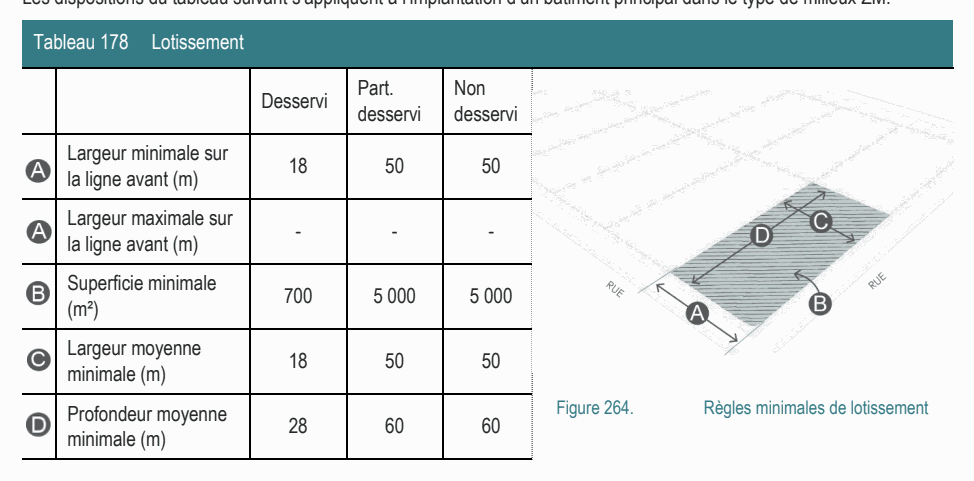 Les dispositions du tableau suivant s'appliquent à l'implantation d'un bâtiment principal dans le type de milieux ZM.
Tableau 178 Lotissement
Desservi
Part.
desservi
Non
desservi
A
Largeur minimale sur
la ligne avant (m)
18
50
50
A
Largeur maximale sur
la ligne avant (m)
-
-
-
B
Superficie minimale
(m²)
700
5 000
5 000
C
Largeur moyenne
minimale (m)
18
50
50
D
Profondeur moyenne
minimale (m)
28
60
60
C
D
RUE
RUE
A
B
Figure 264. Règles minimales de lotissement